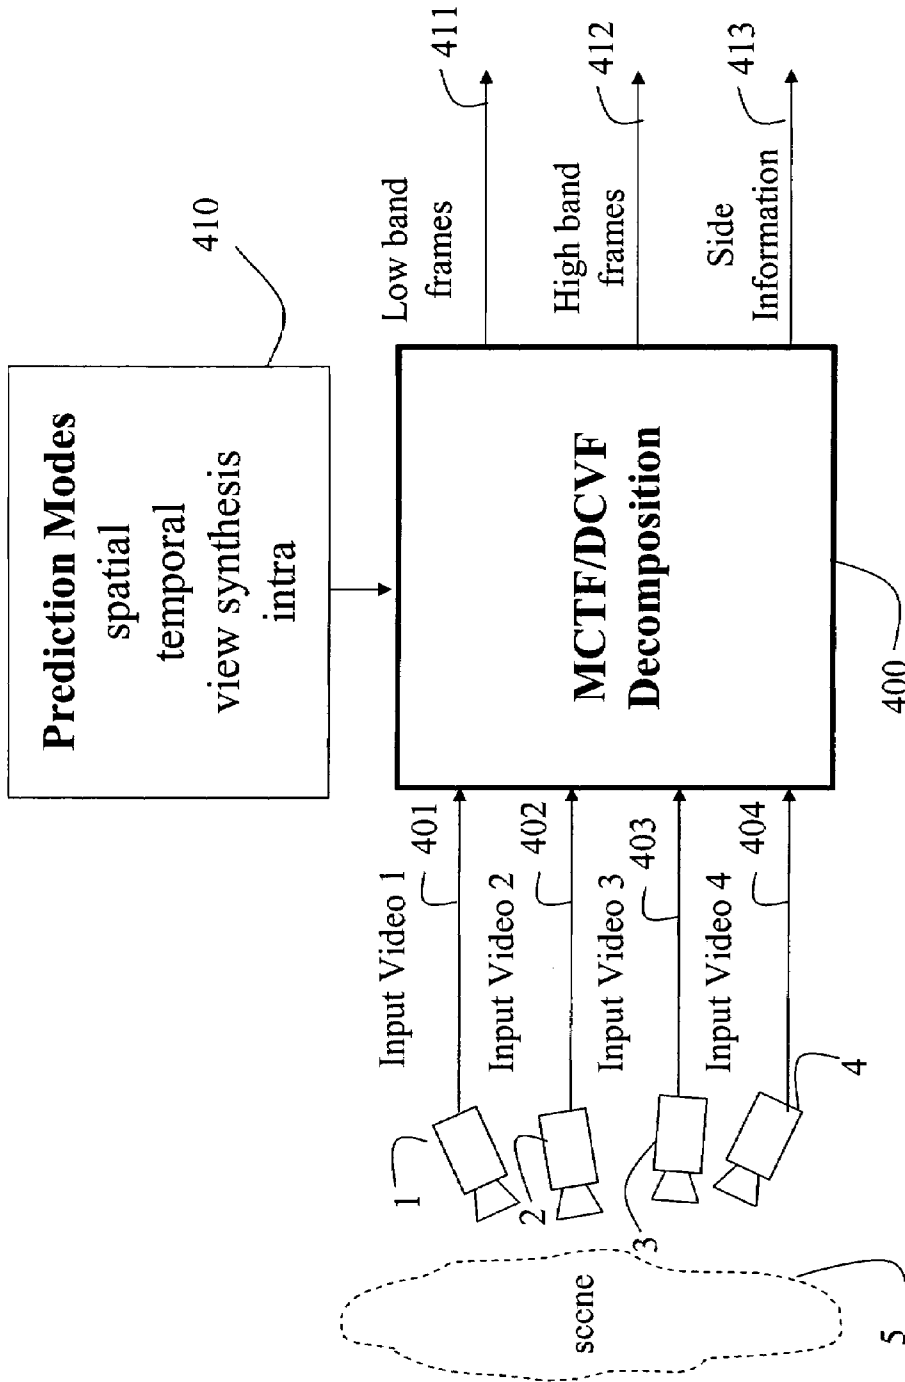 Prediction Modes
spatial
temporal
view synthesis
intra
410
MCTF/DCVF
Decomposition
400
Input Video 1
401
Input Video 2
402
Input Video 3
403
Input Video 4
404
Low band
frames
411
High band
frames
412
Side
Information
413
1
2
3
4
scene
5